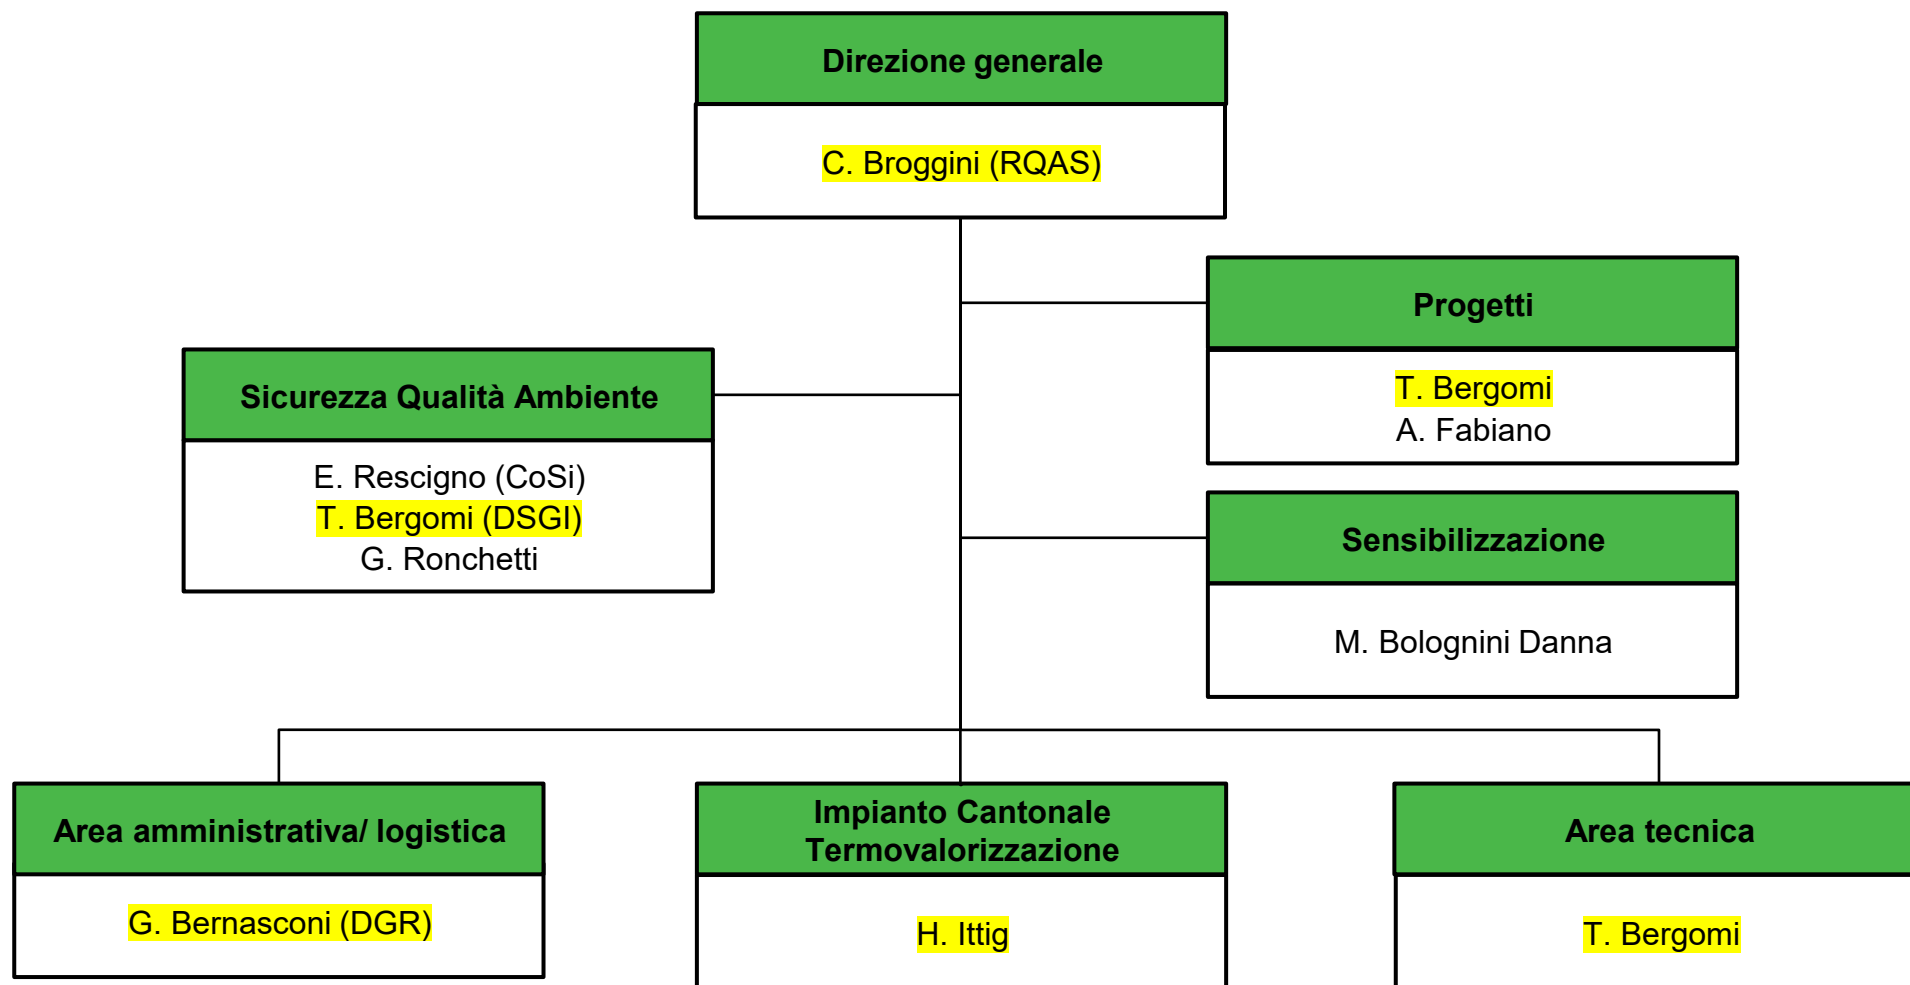 Direzione generale
C. Broggini (RQAS)
Progetti
T. Bergomi
A. Fabiano
Sicurezza Qualità Ambiente
E. Rescigno (CoSi)
T. Bergomi (DSGI)
G. Ronchetti
Sensibilizzazione
M. Bolognini Danna
Area amministrativa/ logistica
G. Bernasconi (DGR)
Impianto Cantonale
Termovalorizzazione
H. Ittig
Area tecnica
T. Bergomi